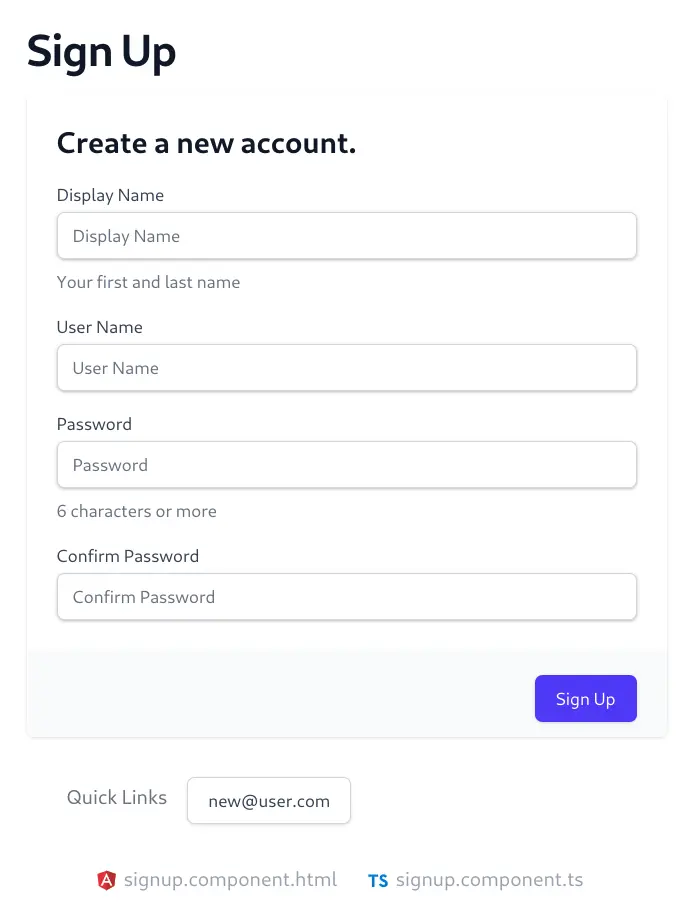 Sign Up
Create a new account.
Display Name
Display Name
Your first and last name
User Name
User Name
Password
Password
6 characters or more
Confirm Password
Confirm Password
Sign Up
Quick Links new@user.com
A signup.component.html TS signup.component.ts